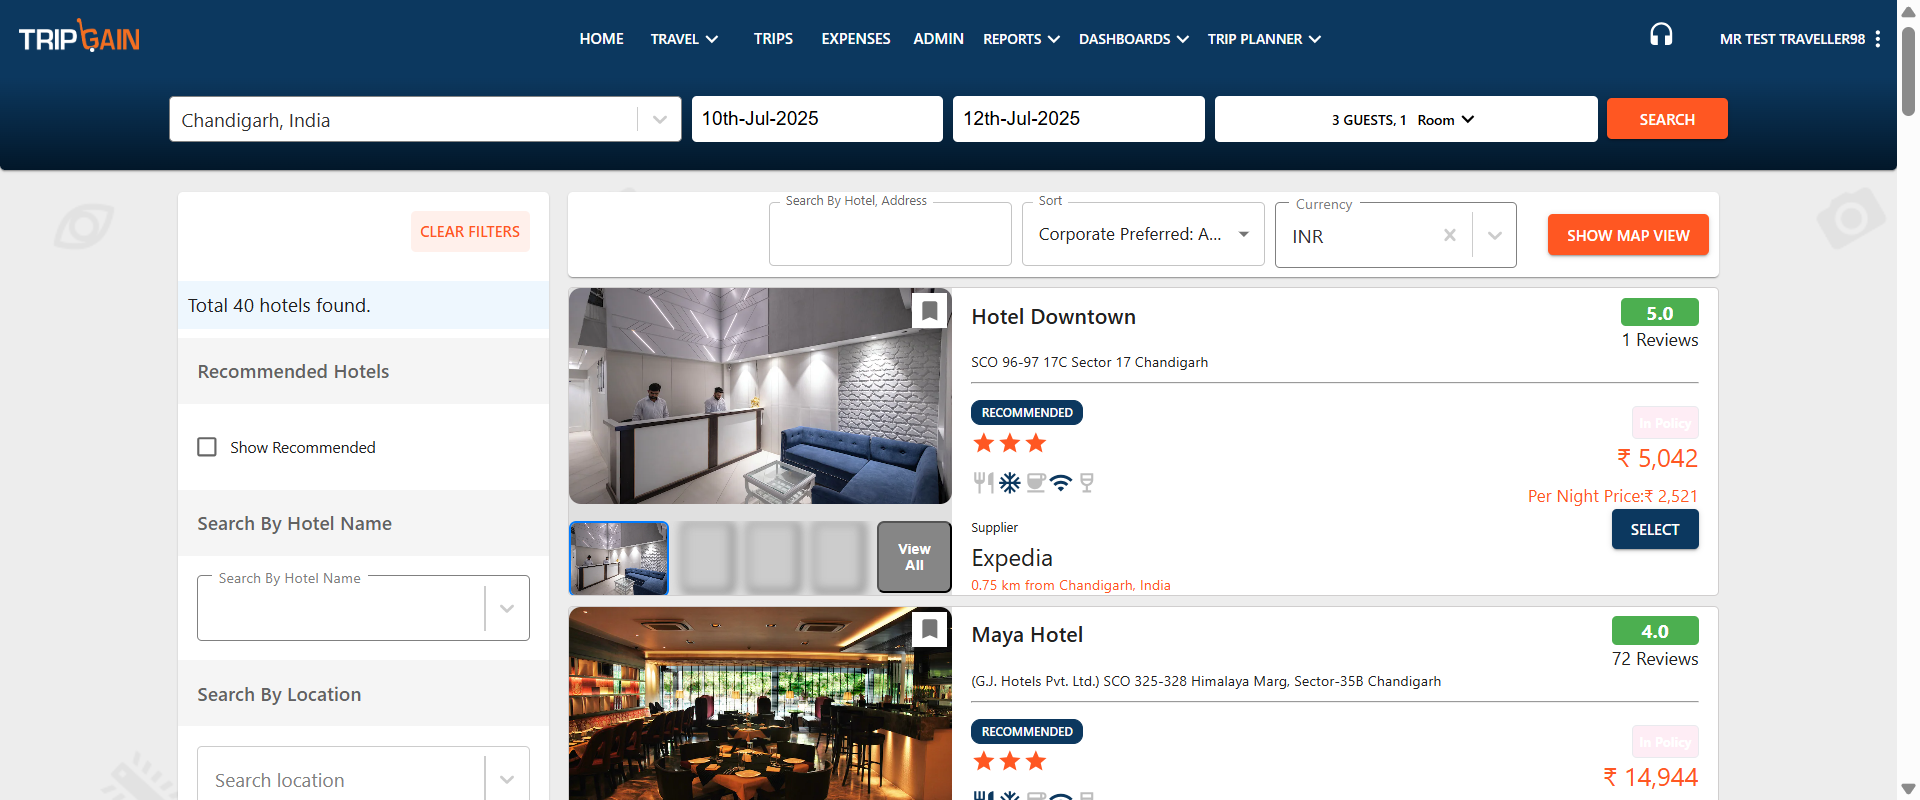 TRIPGAIN
HOME TRAVEL TRIPS EXPENSES ADMIN REPORTS DASHBOARDS TRIP PLANNER
MR TEST TRAVELLER98
Chandigarh, India
10th-Jul-2025
12th-Jul-2025
3 GUESTS, 1 Room
SEARCH
CLEAR FILTERS
Total 40 hotels found.
Recommended Hotels
Show Recommended
Search By Hotel Name
Search By Hotel Name
Search By Location
Search location
Search By Hotel, Address
Sort
Corporate Preferred: A...
Currency
INR
SHOW MAP VIEW
Hotel Downtown
5.0
1 Reviews
SCO 96-97 17C Sector 17 Chandigarh
RECOMMENDED
In Policy
₹ 5,042
Per Night Price:₹ 2,521
SELECT
Supplier
Expedia
0.75 km from Chandigarh, India
View
All
Maya Hotel
4.0
72 Reviews
(G.J. Hotels Pvt. Ltd.) SCO 325-328 Himalaya Marg, Sector-35B Chandigarh
RECOMMENDED
In Policy
₹ 14,944